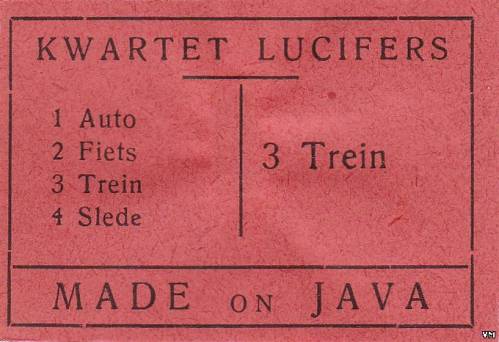 KWARTET LUCIFERS
1 Auto
2 Fiets
3 Trein
4 Slede
3 Trein
MADE ON JAVA
VM